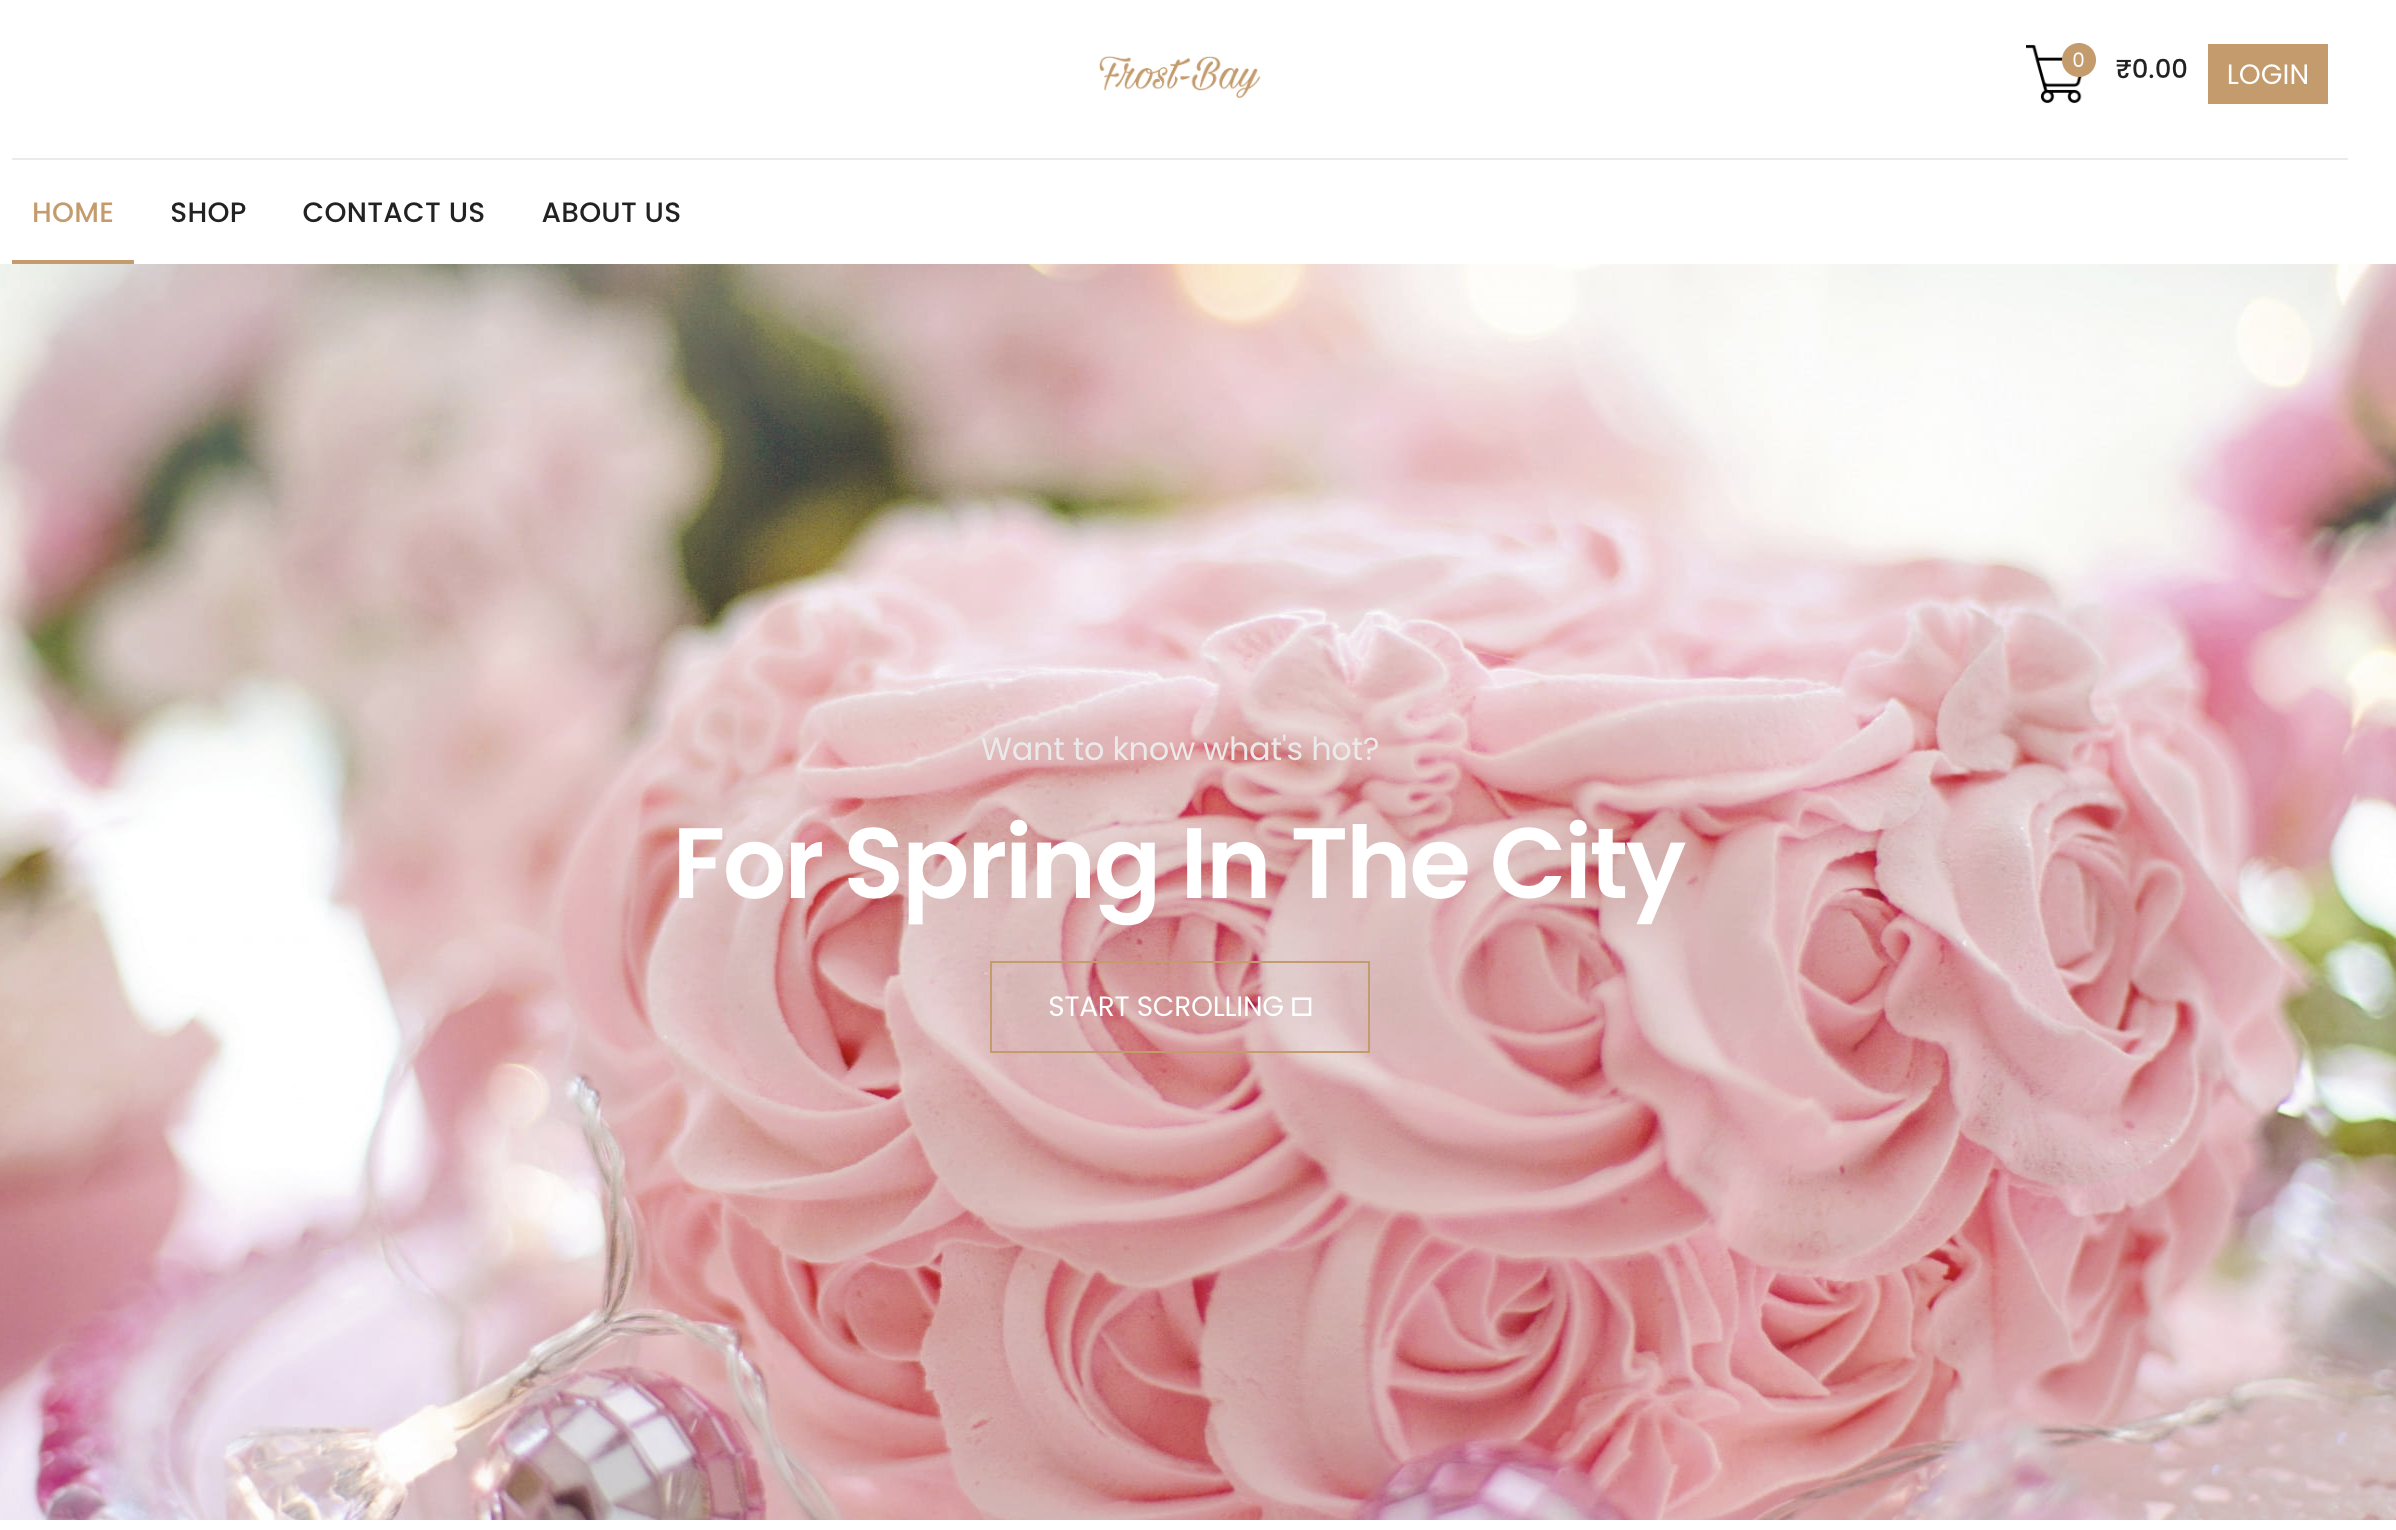 Frost-Bay
0
₹0.00
LOGIN
HOME
SHOP
CONTACT US
ABOUT US
Want to know what's hot?
For Spring In The City
START SCROLLING